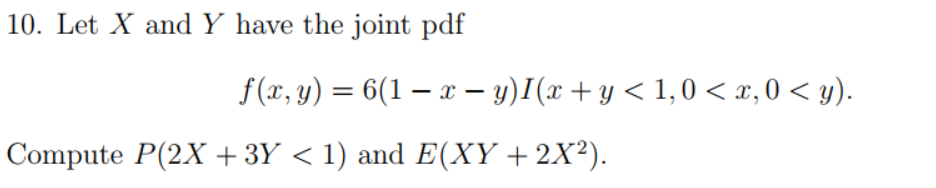 10. Let X and Y have the joint pdf
f(x, y) = 6(1 − x − y)I(x + y < 1, 0 < x, 0 < y).
Compute P(2X + 3Y < 1) and E(XY + 2X²).